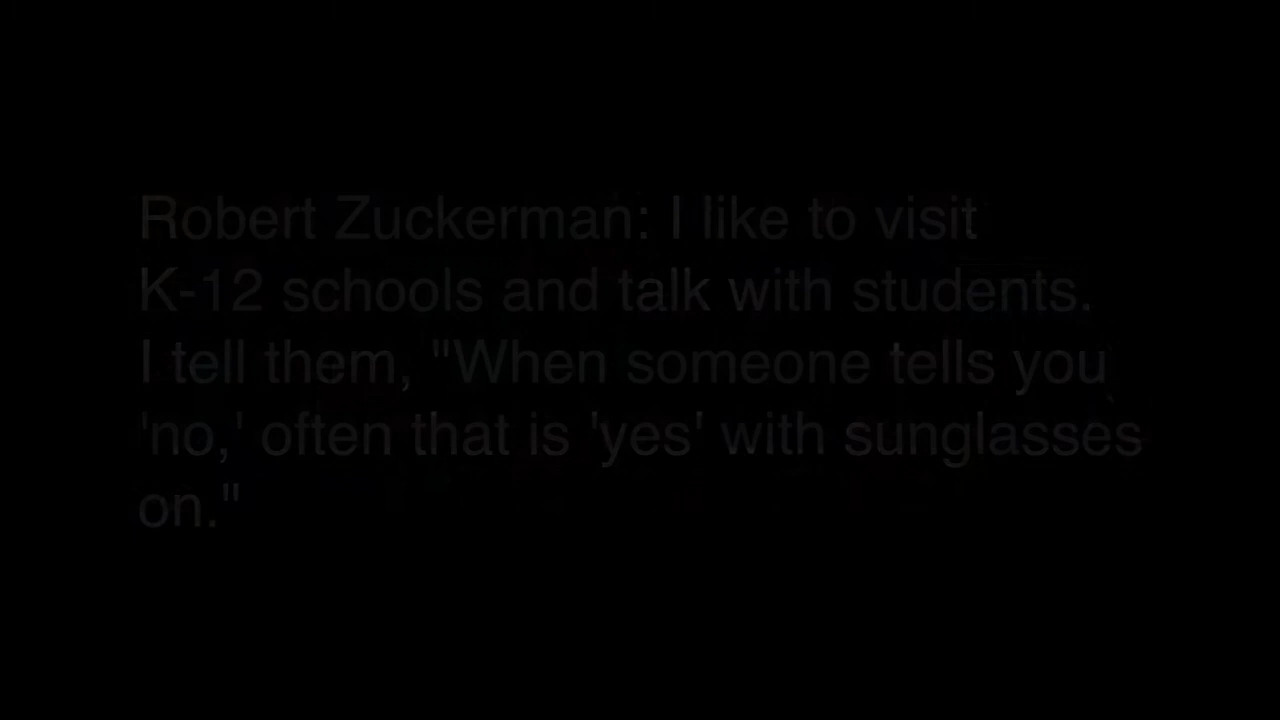 Robert Zuckerman: I like to visit
K-12 schools and talk with students.
I tell them, "When someone tells you
'no,' often that is 'yes' with sunglasses
on."